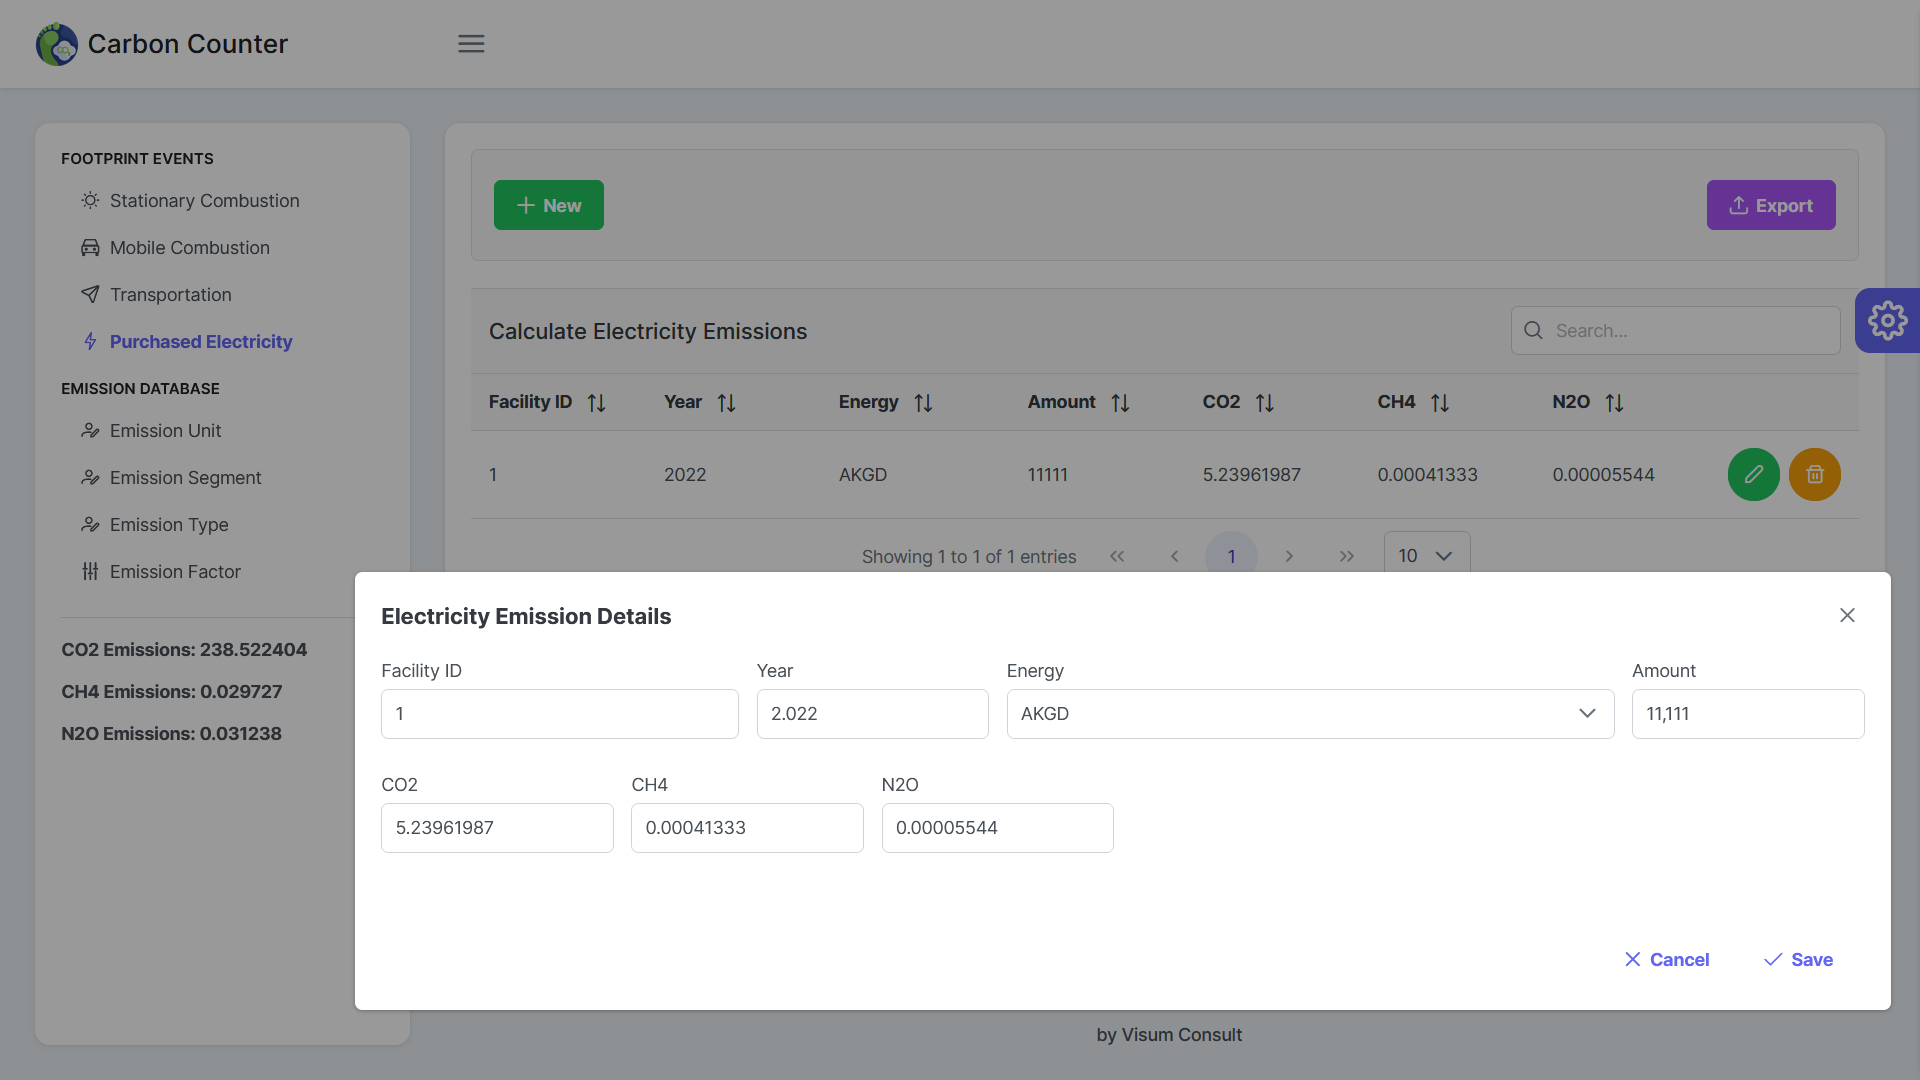 Carbon Counter
FOOTPRINT EVENTS
Stationary Combustion
Mobile Combustion
Transportation
Purchased Electricity
EMISSION DATABASE
Emission Unit
Emission Segment
Emission Type
Emission Factor
CO2 Emissions: 238.522404
CH4 Emissions: 0.029727
N2O Emissions: 0.031238
New
Export
Calculate Electricity Emissions
Search...
Facility ID Year Energy Amount CO2 CH4 N2O
1 2022 AKGD 11111 5.23961987 0.00041333 0.00005544
Showing 1 to 1 of 1 entries 1 10
Electricity Emission Details
Facility ID Year Energy Amount
1 2.022 AKGD 11,111
CO2 CH4 N2O
5.23961987 0.00041333 0.00005544
Cancel Save
by Visum Consult